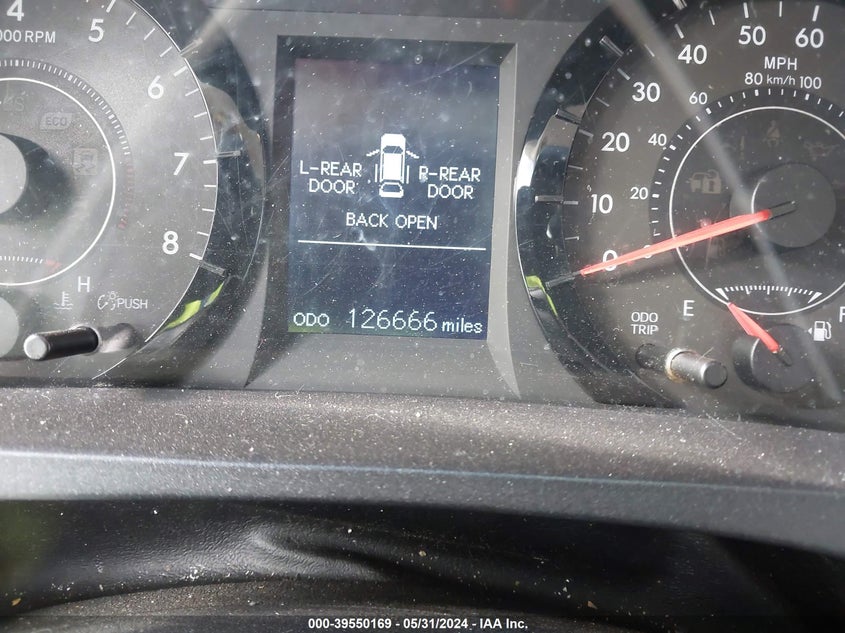 4
5
6
7
8
000 RPM
ECO
H
PUSH
L-REAR
DOOR
R-REAR
DOOR
BACK OPEN
ODO 126666 miles
0
10
20
30
40
50
60
MPH
80 km/h 100
60
40
20
E
F
ODO
TRIP
000-39550169 - 05/31/2024 - IAA Inc.